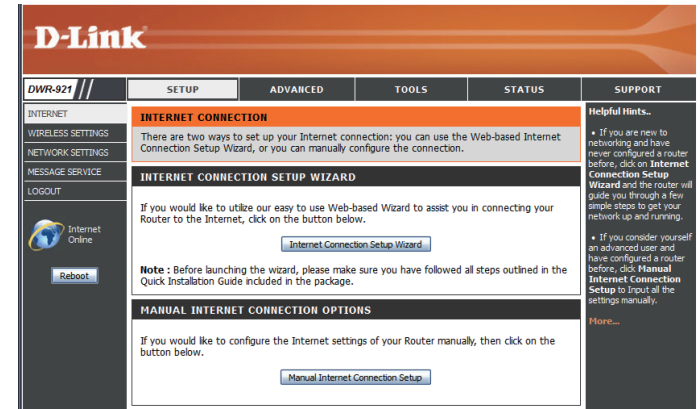 D-Link
DWR-921
SETUP
ADVANCED
TOOLS
STATUS
SUPPORT
INTERNET
WIRELESS SETTINGS
NETWORK SETTINGS
MESSAGE SERVICE
LOGOUT
Internet
Online
Reboot
INTERNET CONNECTION
There are two ways to set up your Internet connection: you can use the Web-based Internet
Connection Setup Wizard, or you can manually configure the connection.
INTERNET CONNECTION SETUP WIZARD
If you would like to utilize our easy to use Web-based Wizard to assist you in connecting your
Router to the Internet, click on the button below.
Internet Connection Setup Wizard
Note : Before launching the wizard, please make sure you have followed all steps outlined in the
Quick Installation Guide included in the package.
MANUAL INTERNET CONNECTION OPTIONS
If you would like to configure the Internet settings of your Router manually, then click on the
button below.
Manual Internet Connection Setup
Helpful Hints..
• If you are new to
networking and have
never configured a router
before, click on Internet
Connection Setup
Wizard and the router will
guide you through a few
simple steps to get your
network up and running.
• If you consider yourself
an advanced user and
have configured a router
before, click Manual
Internet Connection
Setup to Input all the
settings manually.
More...